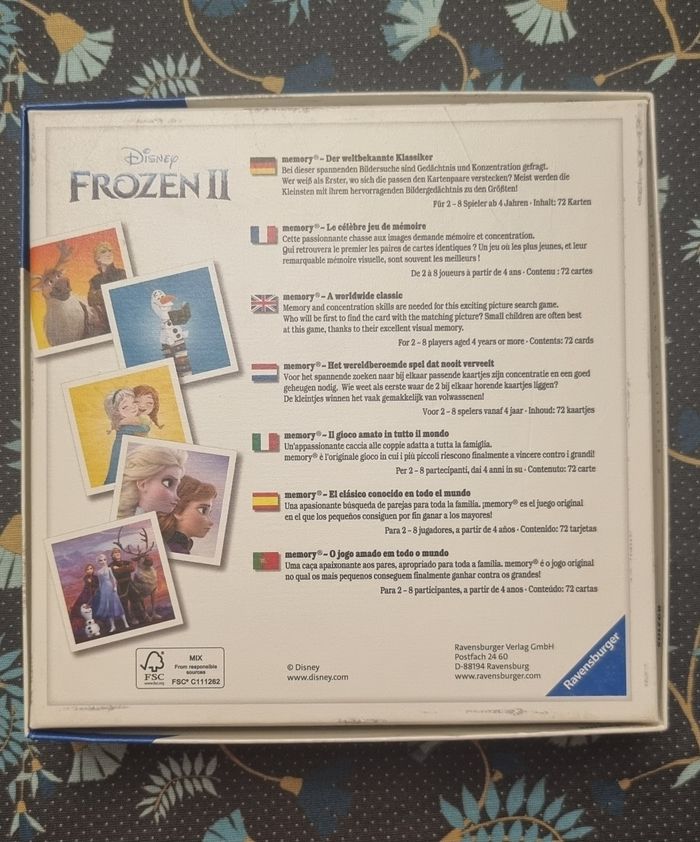 Disney
FROZEN II
memory® – Der weltbekannte Klassiker
Bei dieser spannenden Bildersuche sind Gedächtnis und Konzentration gefragt.
Wer weiß als Erster, wo sich die passen den Kartenpaare verstecken? Meist werden die
Kleinsten mit ihrem hervorragenden Bildergedächtnis zu den Größten!
Für 2 – 8 Spieler ab 4 Jahren · Inhalt: 72 Karten
memory® – Le célèbre jeu de mémoire
Cette passionnante chasse aux images demande mémoire et concentration.
Qui retrouvera le premier les paires de cartes identiques ? Un jeu où les plus jeunes, et leur
remarquable mémoire visuelle, sont souvent les meilleurs !
De 2 à 8 joueurs à partir de 4 ans · Contenu : 72 cartes
memory® – A worldwide classic
Memory and concentration skills are needed for this exciting picture search game.
Who will be first to find the card with the matching picture? Small children are often best
at this game, thanks to their excellent visual memory.
For 2 – 8 players aged 4 years or more · Contents: 72 cards
memory® – Het wereldberoemde spel dat nooit verveelt
Voor het spannende zoeken naar bij elkaar passende kaartjes zijn concentratie en een goed
geheugen nodig. Wie weet als eerste waar de 2 bij elkaar horende kaartjes liggen?
De kleintjes winnen het vaak gemakkelijk van volwassenen!
Voor 2 – 8 spelers vanaf 4 jaar · Inhoud: 72 kaartjes
memory® – Il gioco amato in tutto il mondo
Un'appassionante caccia alle coppie adatta a tutta la famiglia.
memory® è l'originale gioco in cui i più piccoli riescono finalmente a vincere contro i grandi!
Per 2 – 8 partecipanti, dai 4 anni in su · Contenuto: 72 carte
memory® – El clásico conocido en todo el mundo
Una apasionante búsqueda de parejas para toda la familia. ¡memory® es el juego original
en el que los pequeños consiguen por fin ganar a los mayores!
Para 2 – 8 jugadores, a partir de 4 años · Contenido: 72 tarjetas
memory® – O jogo amado em todo o mundo
Uma caça apaixonante aos pares, apropriado para toda a família. memory® é o jogo original
no qual os mais pequenos conseguem finalmente ganhar contra os grandes!
Para 2 – 8 participantes, a partir de 4 anos · Conteúdo: 72 cartas
FSC
MIX
From responsible
sources
FSC® C111262
© Disney
www.disney.com
Ravensburger Verlag GmbH
Postfach 24 60
D-88194 Ravensburg
www.ravensburger.com
Ravensburger